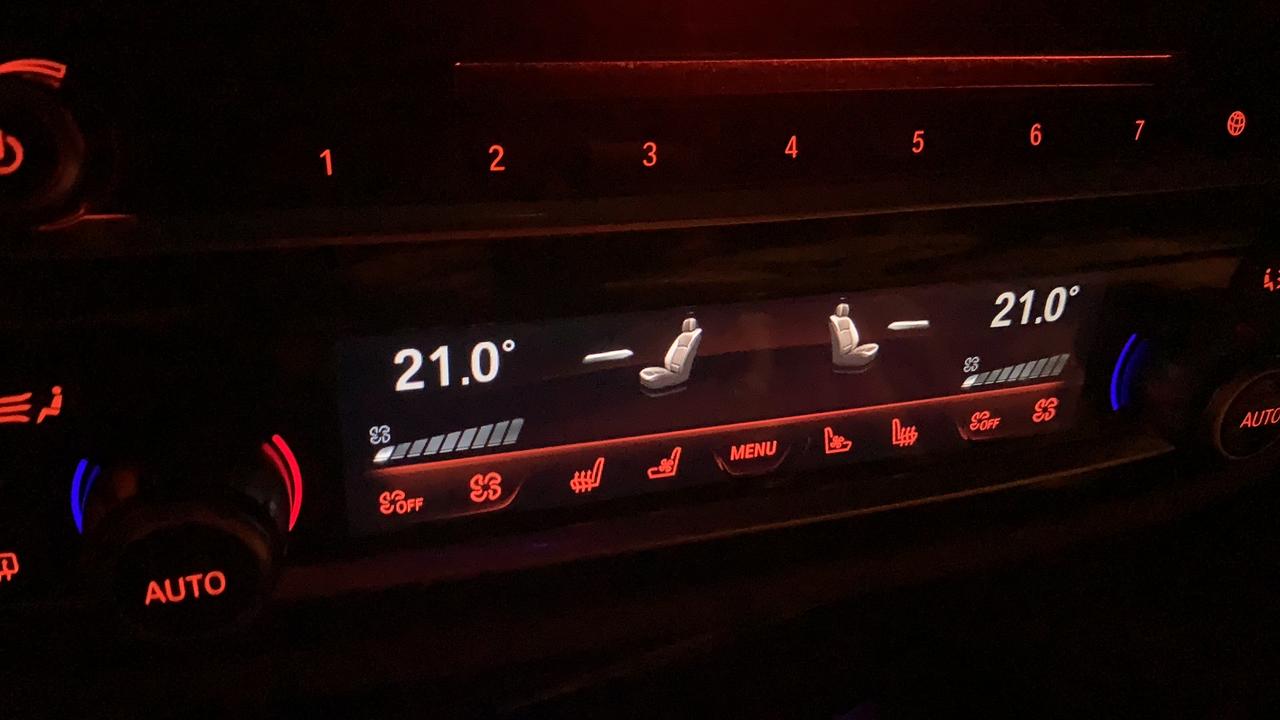 1 2 3 4 5 6 7
21.0° 21.0°
OFF MENU OFF
AUTO AUTO